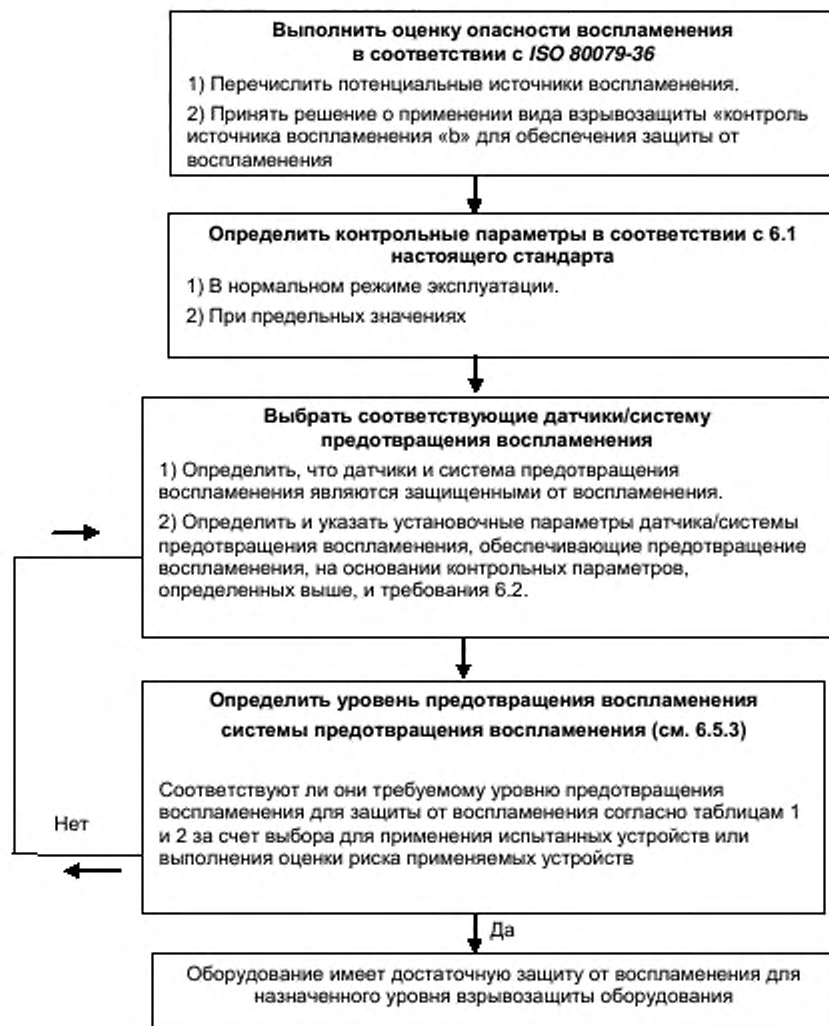 Выполнить оценку опасности воспламенения
в соответствии с ISO 80079-36
1) Перечислить потенциальные источники воспламенения.
2) Принять решение о применении вида взрывозащиты «контроль
источника воспламенения «b» для обеспечения защиты от
воспламенения
Определить контрольные параметры в соответствии с 6.1
настоящего стандарта
1) В нормальном режиме эксплуатации.
2) При предельных значениях
Выбрать соответствующие датчики/систему
предотвращения воспламенения
1) Определить, что датчики и система предотвращения
воспламенения являются защищенными от воспламенения.
2) Определить и указать установочные параметры датчика/системы
предотвращения воспламенения, обеспечивающие предотвращение
воспламенения, на основании контрольных параметров,
определенных выше, и требования 6.2.
Определить уровень предотвращения воспламенения
системы предотвращения воспламенения (см. 6.5.3)
Соответствуют ли они требуемому уровню предотвращения
воспламенения для защиты от воспламенения согласно таблицам 1
и 2 за счет выбора для применения испытанных устройств или
выполнения оценки риска применяемых устройств
Нет
Да
Оборудование имеет достаточную защиту от воспламенения для
назначенного уровня взрывозащиты оборудования